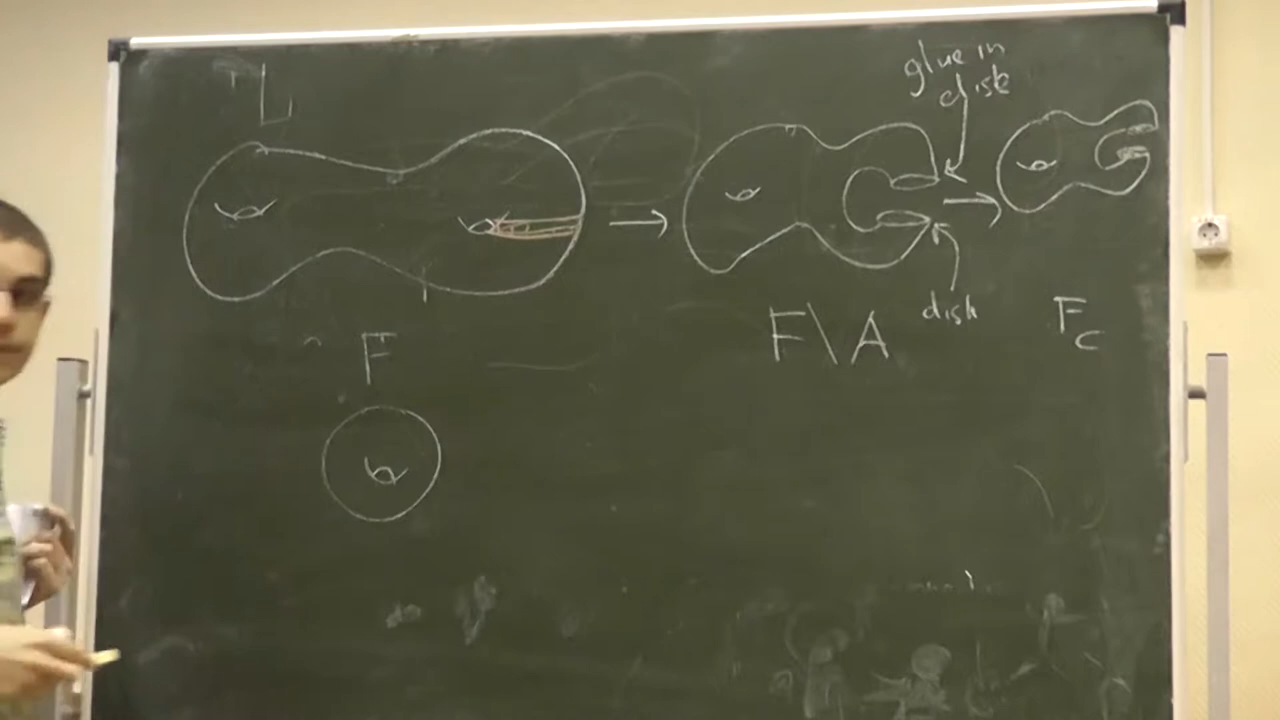 glue in
disk
disk
F
F\A
F_C